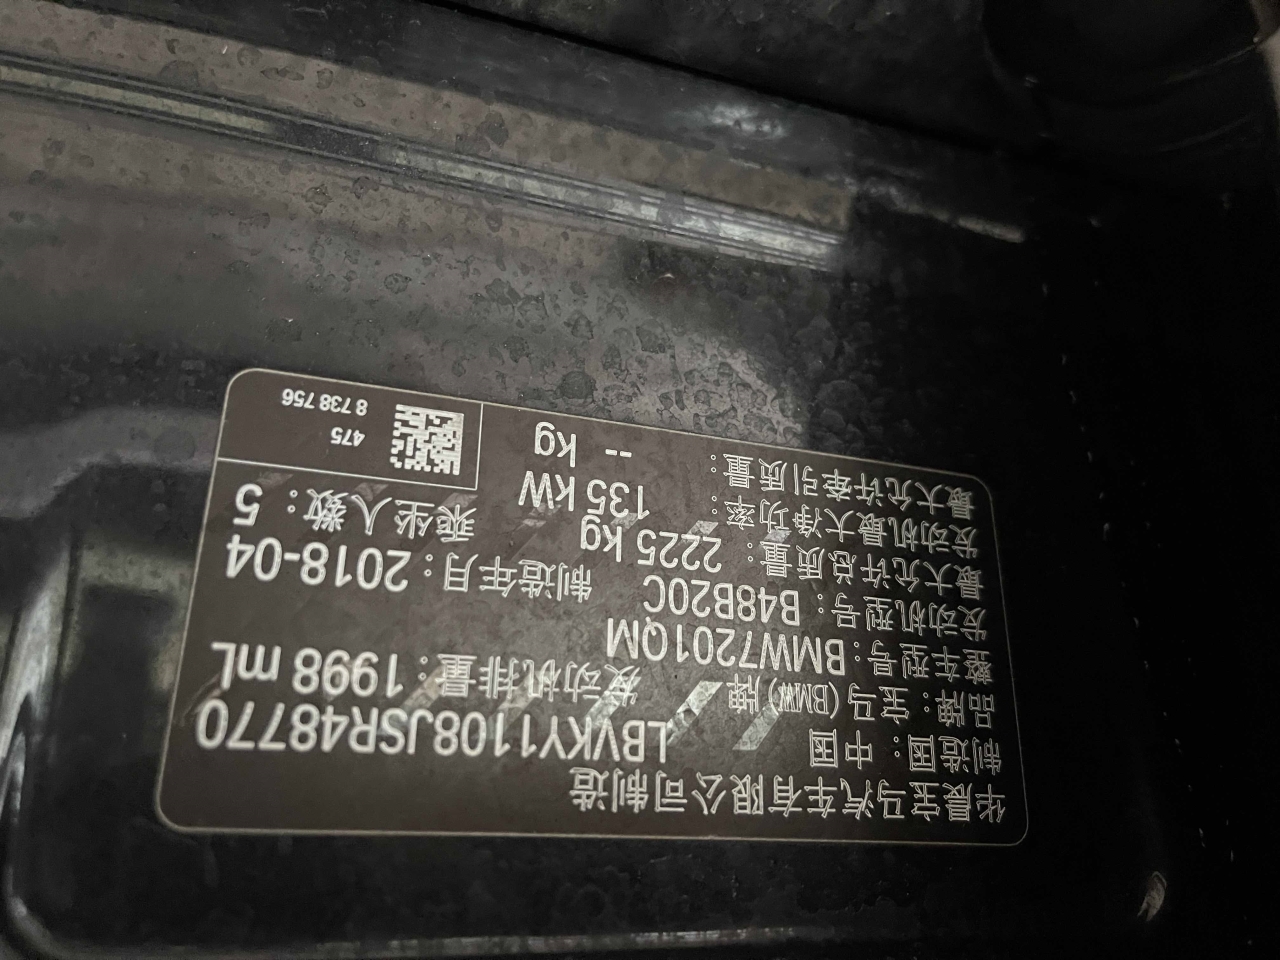 华晨宝马汽车有限公司制造
制造国：中国 LBVKY1108JSR48770
品牌：宝马(BMW)牌 发动机排量：1998 mL
整车型号：BMW7201QM
发动机型号：B48B20C 制造年月：2018-04
最大允许总质量：2225 kg 乘坐人数：5
发动机最大净功率：135 kW
最大允许牵引质量：-- kg
475
8 738 756